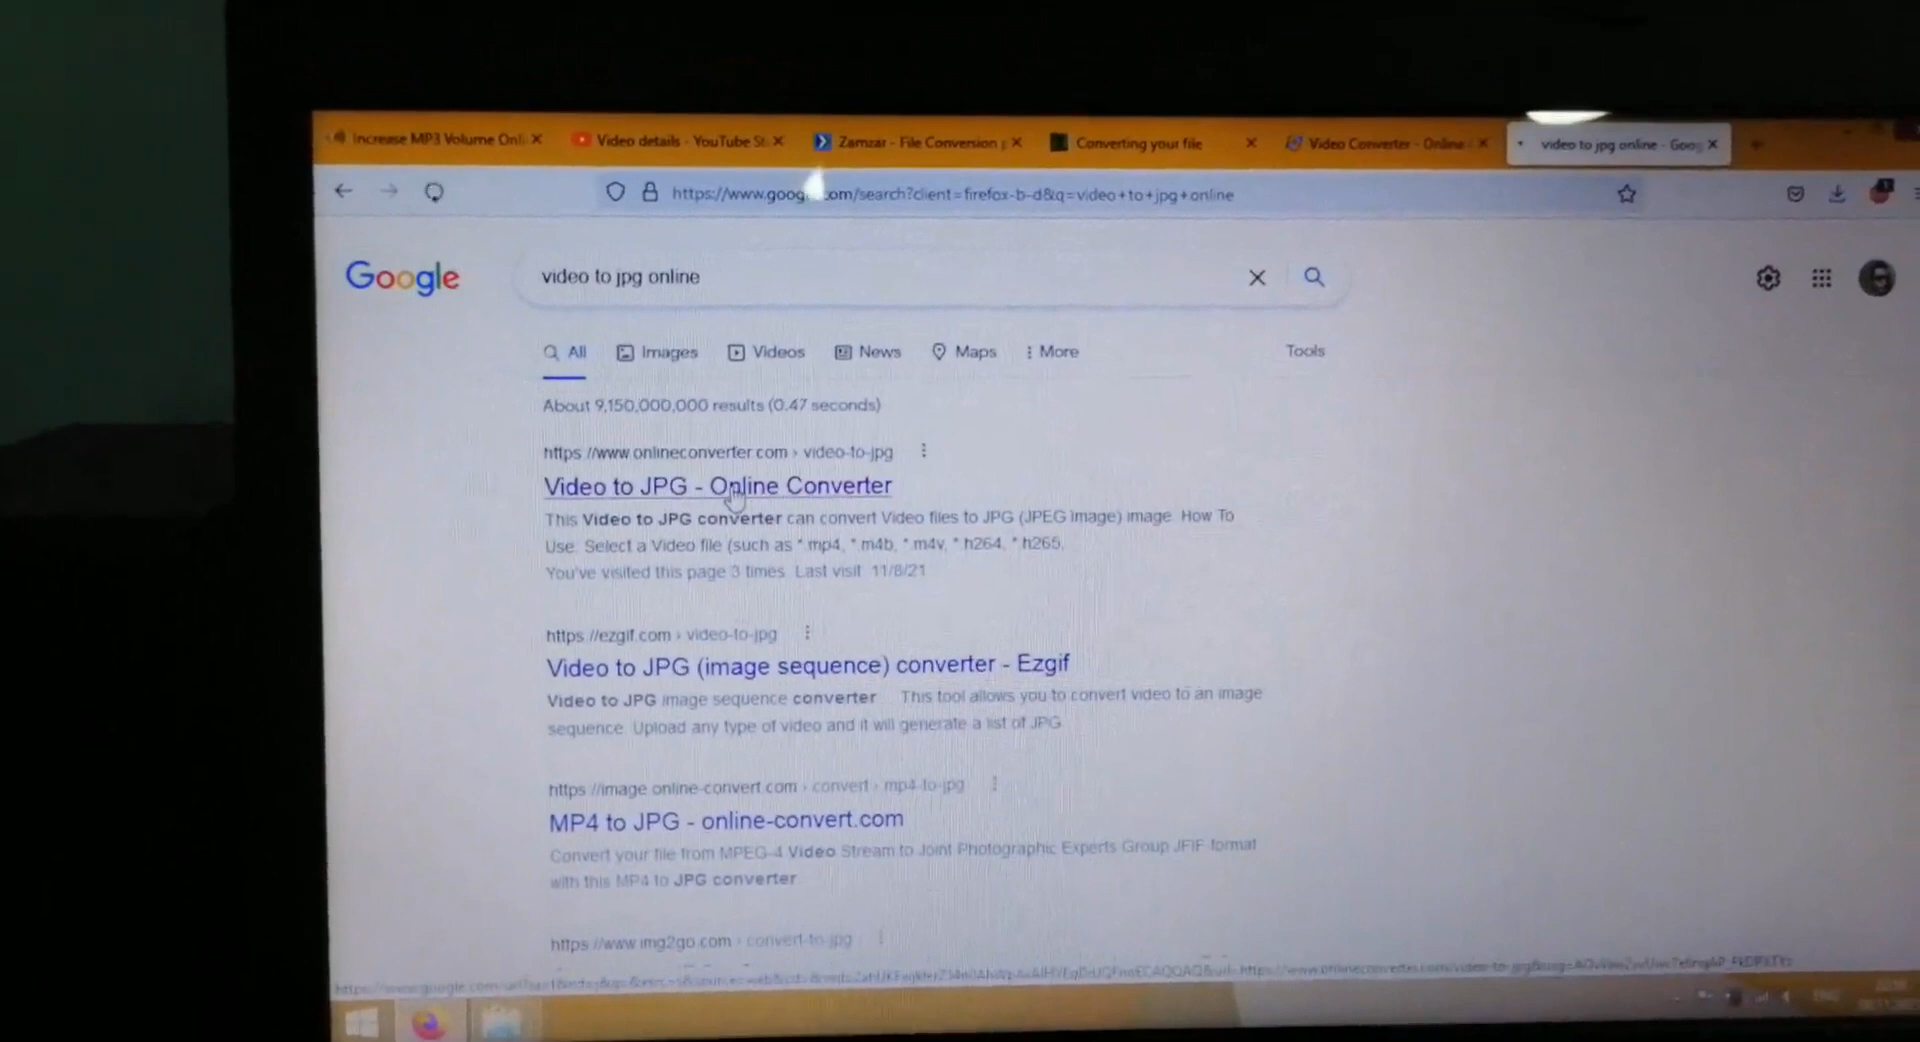 Increase MP3 Volume Onli
Video details - YouTube St
Zamzar - File Conversion
Converting your file
Video Converter - Online
video to jpg online - Goog
https://www.goog com/search?client=firefox-b-d&q=video+to+jpg+online
Google
video to jpg online
All Images Videos News Maps More Tools
About 9,150,000,000 results (0.47 seconds)
https://www.onlineconverter.com › video-to-jpg
Video to JPG - Online Converter
This Video to JPG converter can convert Video files to JPG (JPEG Image) image. How To
Use. Select a Video file (such as *.mp4, *.m4b, *.m4v, *.h264, *.h265,
You've visited this page 3 times. Last visit: 11/8/21
https://ezgif.com › video-to-jpg
Video to JPG (image sequence) converter - Ezgif
Video to JPG image sequence converter This tool allows you to convert video to an image
sequence. Upload any type of video and it will generate a list of JPG
https://image.online-convert.com › convert › mp4-to-jpg
MP4 to JPG - online-convert.com
Convert your file from MPEG-4 Video Stream to Joint Photographic Experts Group JFIF format
with this MP4 to JPG converter
https://www.img2go.com › convert-to-jpg
ENG